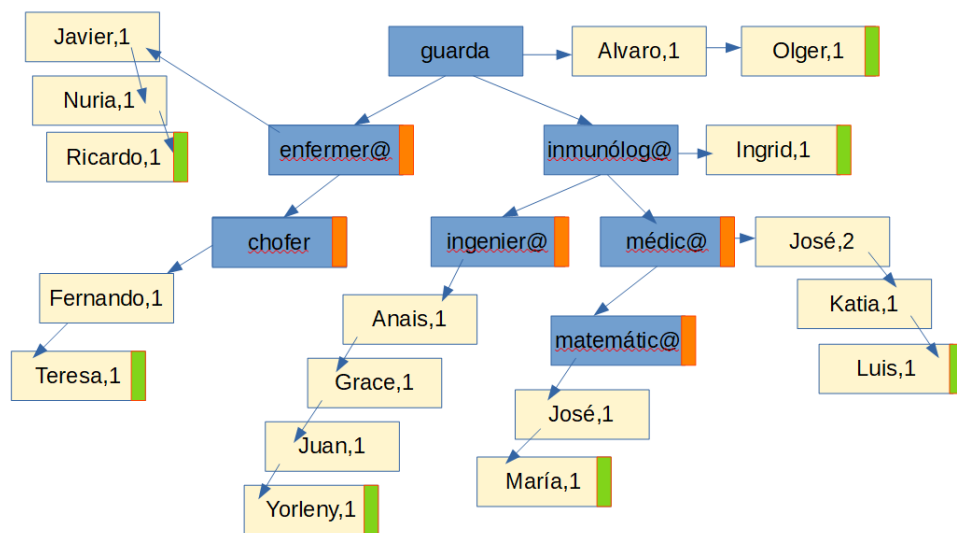 Javier,1
guarda
Alvaro,1
Olger,1
Nuria,1
Ricardo,1
enfermer@
inmunólog@
Ingrid,1
chofer
ingenier@
médic@
José,2
Fernando,1
Anais,1
Katia,1
matemátic@
Teresa,1
Grace,1
Luis,1
José,1
Juan,1
María,1
Yorleny,1